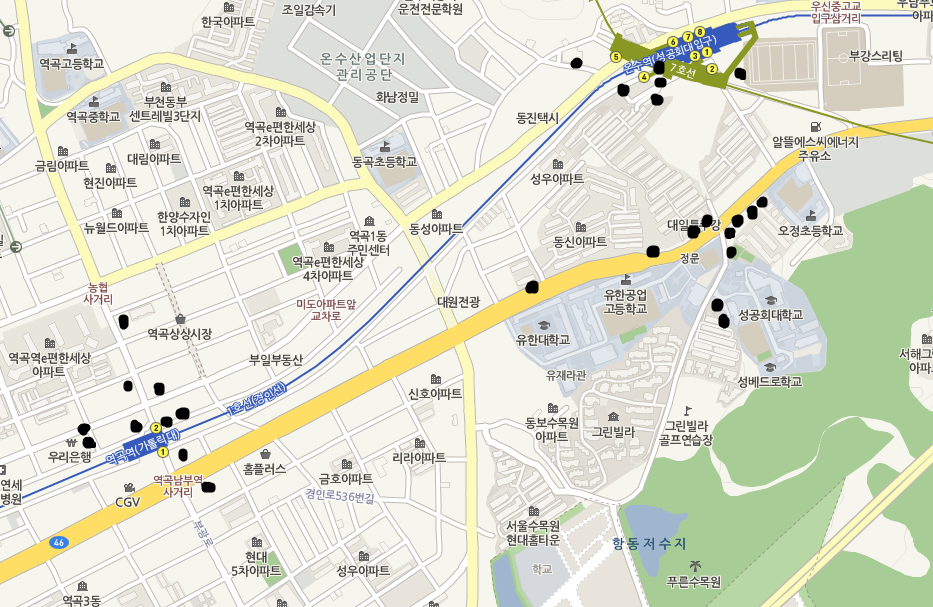 한국아파트
조일감속기
운전전문학원
우신중고교
입구삼거리
역곡고등학교
온수산업단지
관리공단
6
7
8
5
온수역(성공회대입구)
3
1
4
7호선
2
부강스리팅
부천동부
센트레빌3단지
화남정밀
역곡중학교
역곡e편한세상
2차아파트
동진택시
알뜰에스씨에너지
주유소
대림아파트
금림아파트
현진아파트
동곡초등학교
성우아파트
역곡e편한세상
1차아파트
한양수자인
1차아파트
뉴월드아파트
동성아파트
역곡1동
주민센터
동신아파트
오정초등학교
역곡e편한세상
4차아파트
정문
농협
사거리
미도아파트앞
교차로
대원전광
유한공업
고등학교
성공회대학교
역곡상상시장
유한대학교
역곡역e편한세상
아파트
부일부동산
유재라관
성베드로학교
서해그
아파
1호선(경인선)
신호아파트
동보수목원
아파트
그린빌라
그린빌라
골프연습장
2
역곡역(가톨릭대)
1
우리은행
연세
병원
홈플러스
리라아파트
역곡남부역
사거리
CGV
금호아파트
경인로536번길
부광로
서울수목원
현대홈타운
46
항동저수지
현대
5차아파트
성우아파트
학교
푸른수목원
역곡3동